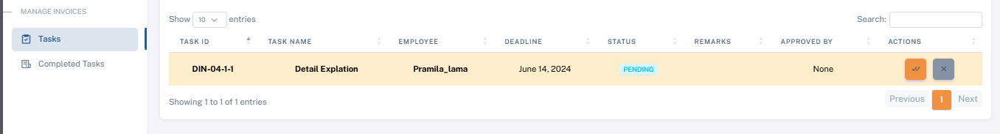 MANAGE INVOICES
Tasks
Completed Tasks
Show 10 entries
Search:
TASK ID TASK NAME EMPLOYEE DEADLINE STATUS REMARKS APPROVED BY ACTIONS
DIN-04-1-1 Detail Explation Pramila_lama June 14, 2024 PENDING None
Showing 1 to 1 of 1 entries
Previous 1 Next